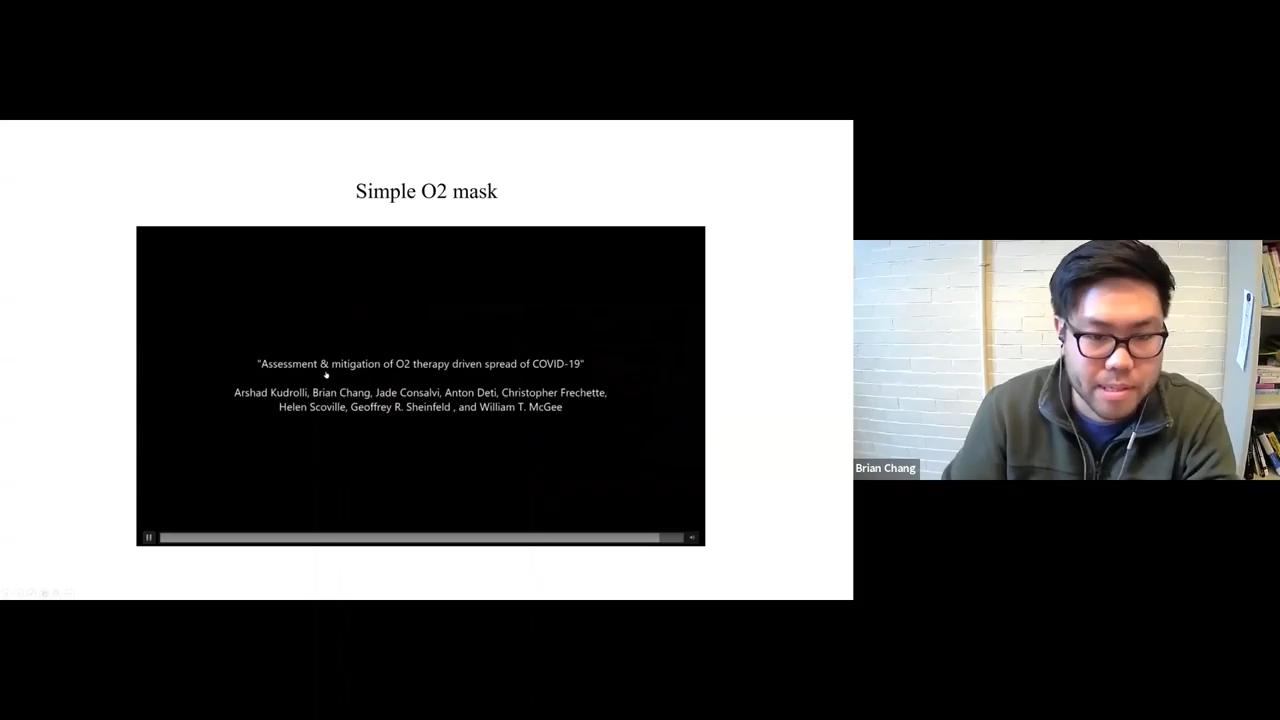 Simple O2 mask
"Assessment & mitigation of O2 therapy driven spread of COVID-19"
Arshad Kudrolli, Brian Chang, Jade Consalvi, Anton Deti, Christopher Frechette,
Helen Scoville, Geoffrey R. Sheinfeld , and William T. McGee
Brian Chang